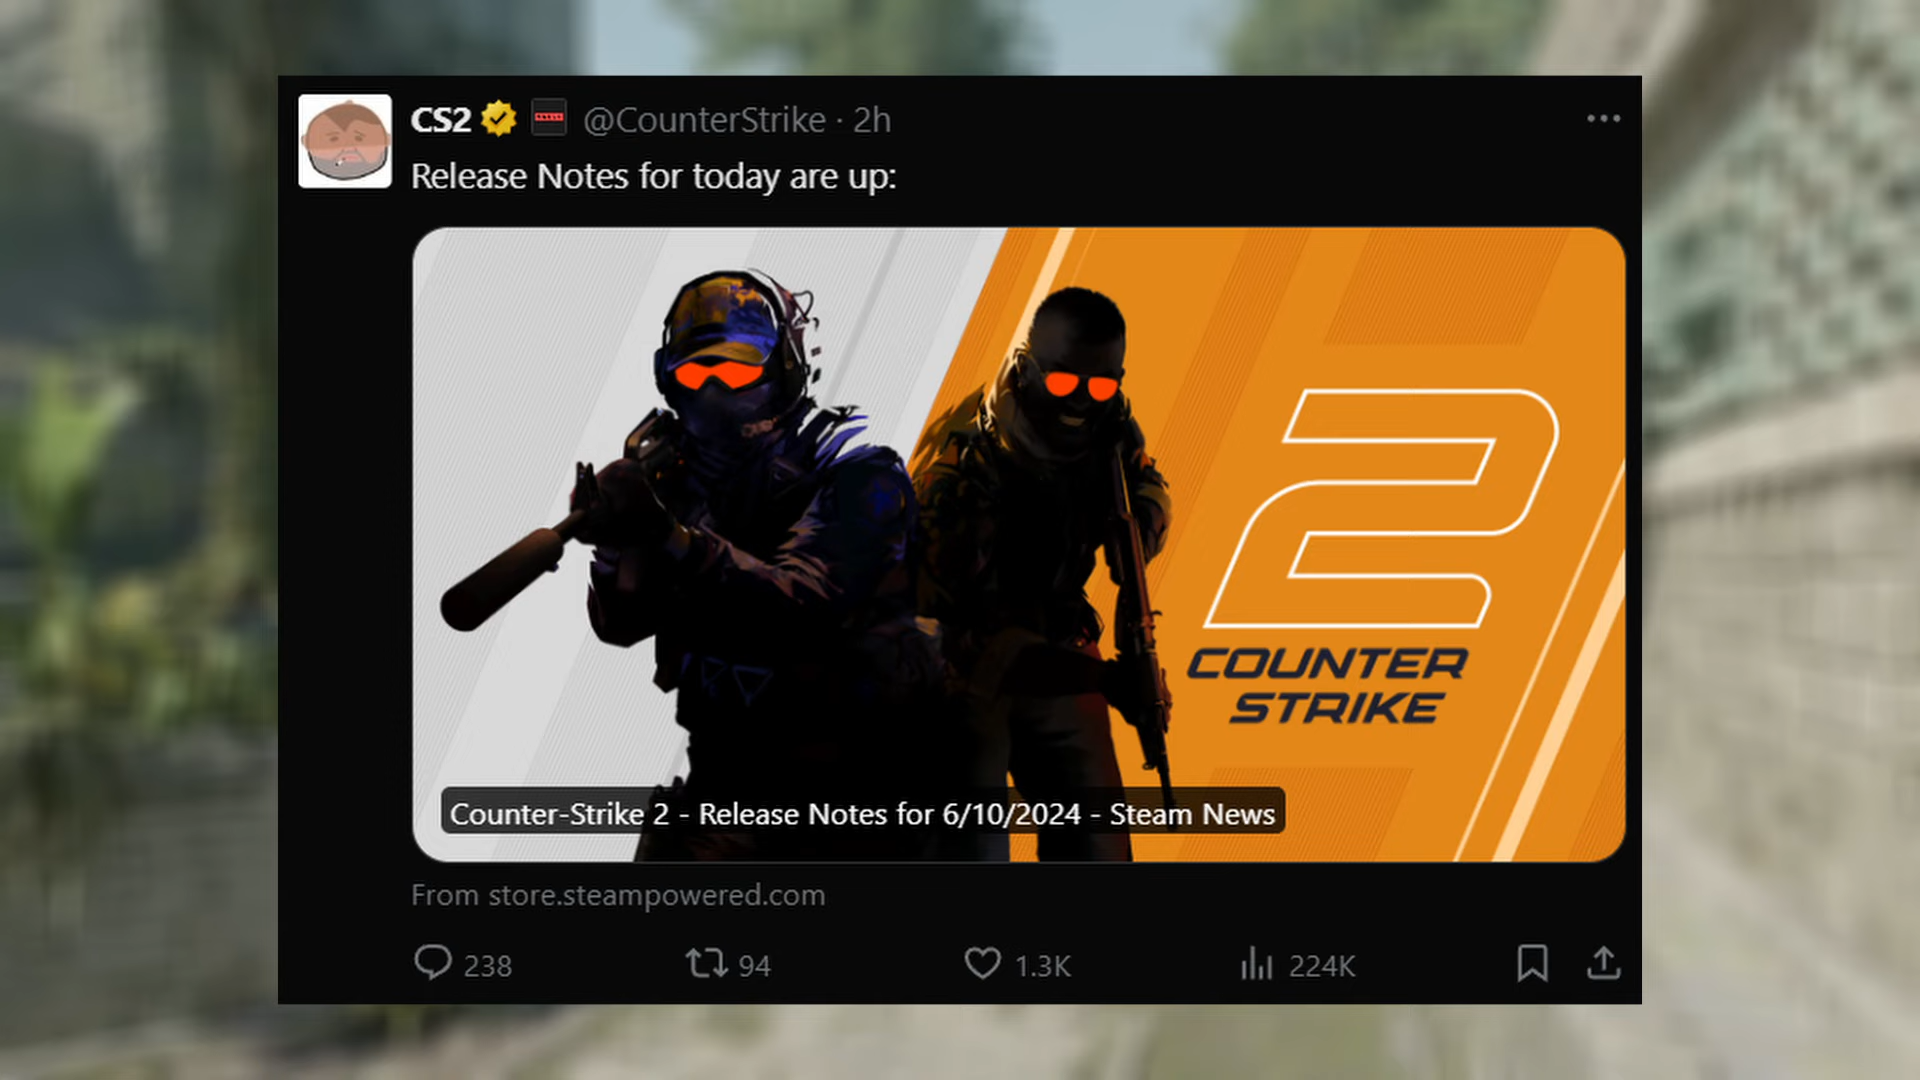 CS2 @CounterStrike · 2h
Release Notes for today are up:
2
COUNTER
STRIKE
Counter-Strike 2 - Release Notes for 6/10/2024 - Steam News
From store.steampowered.com
238 94 1.3K 224K